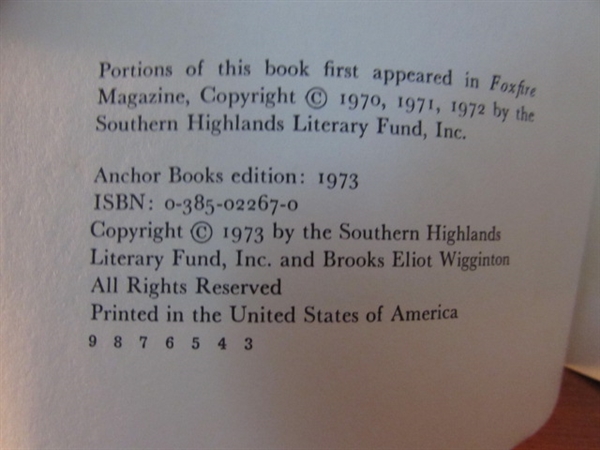 Portions of this book first appeared in Foxfire
Magazine, Copyright © 1970, 1971, 1972 by the
Southern Highlands Literary Fund, Inc.
Anchor Books edition: 1973
ISBN: 0-385-02267-0
Copyright © 1973 by the Southern Highlands
Literary Fund, Inc. and Brooks Eliot Wigginton
All Rights Reserved
Printed in the United States of America
9 8 7 6 5 4 3